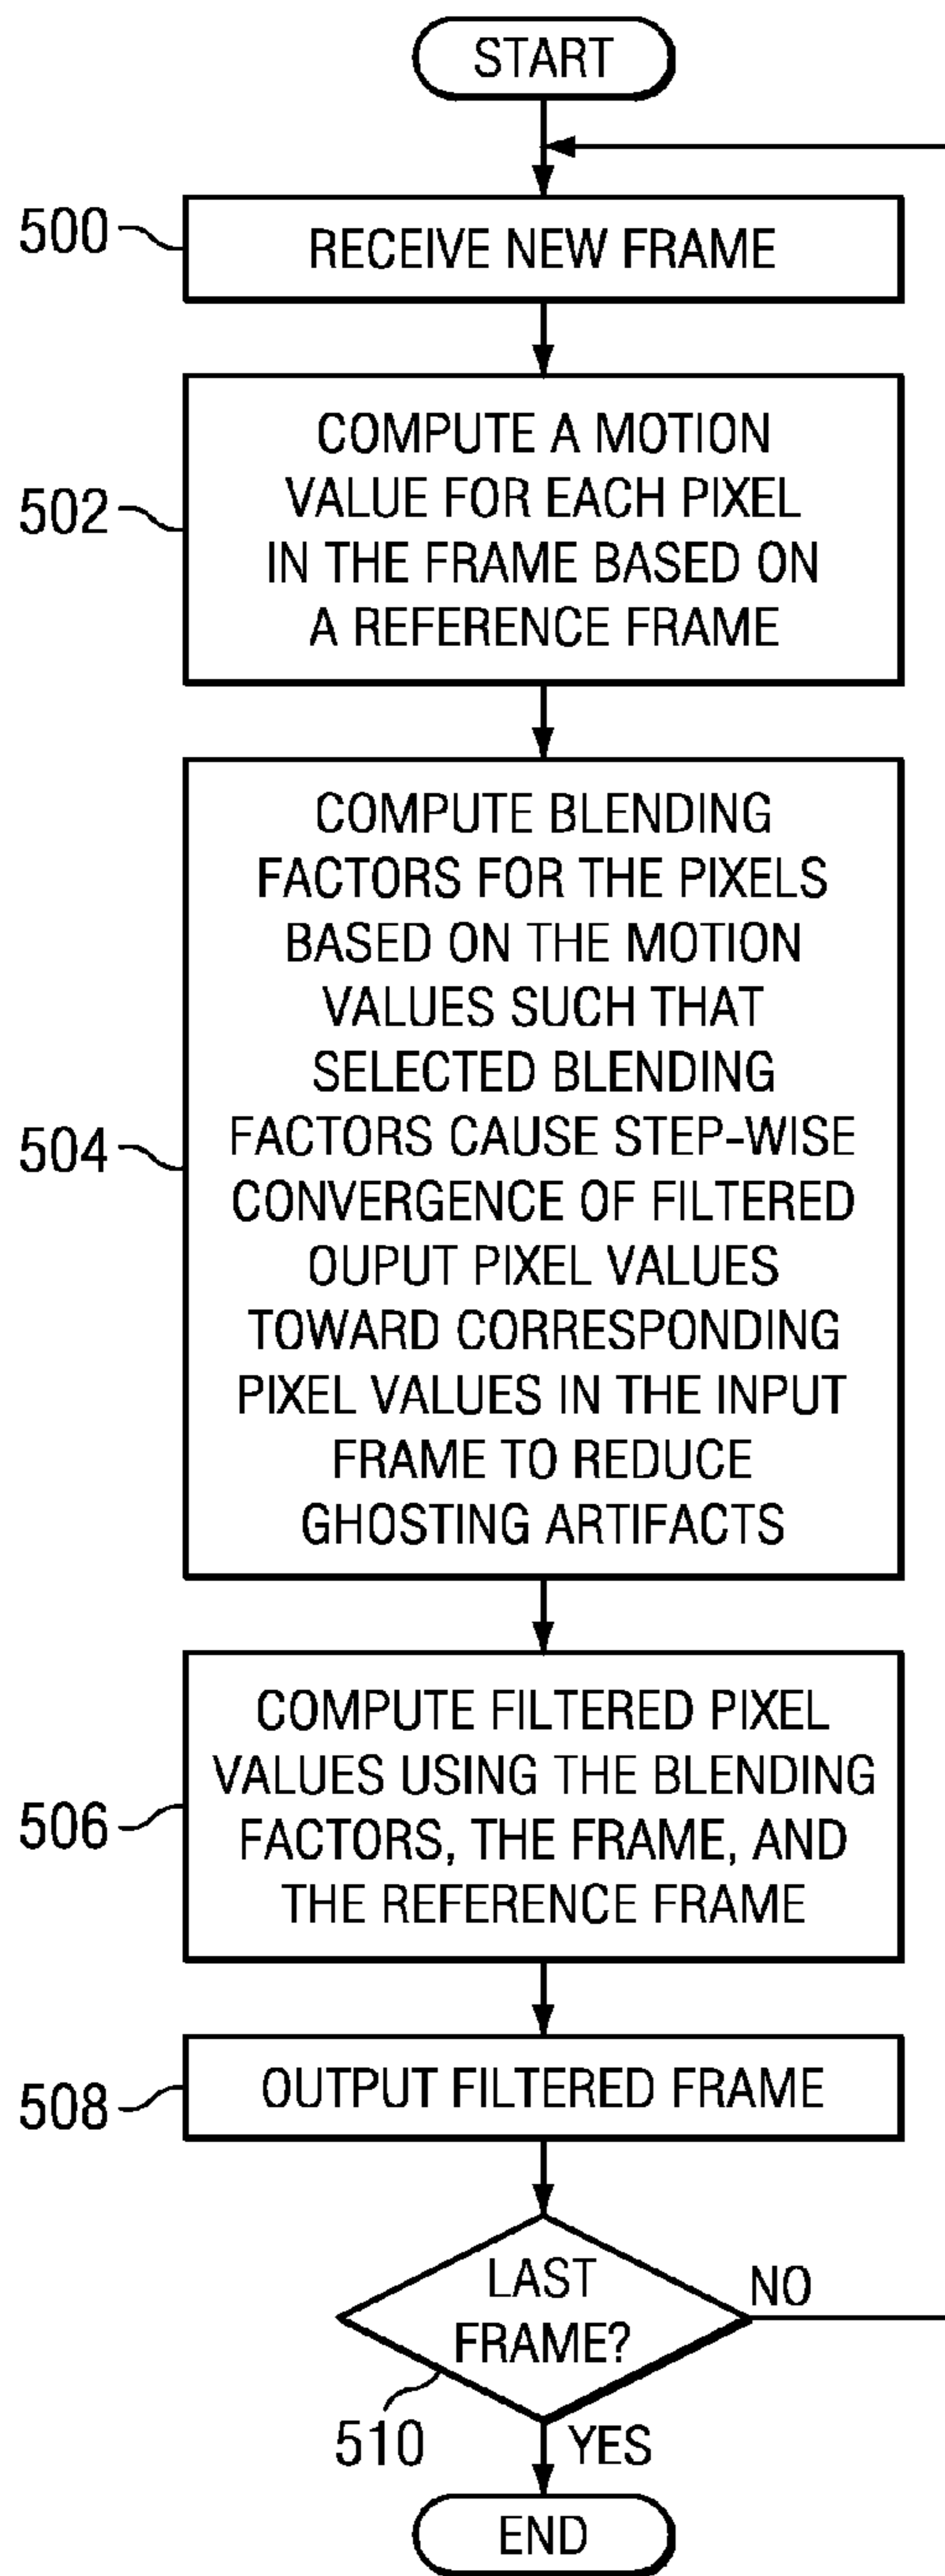 START
500
RECEIVE NEW FRAME
502
COMPUTE A MOTION
VALUE FOR EACH PIXEL
IN THE FRAME BASED ON
A REFERENCE FRAME
504
COMPUTE BLENDING
FACTORS FOR THE PIXELS
BASED ON THE MOTION
VALUES SUCH THAT
SELECTED BLENDING
FACTORS CAUSE STEP-WISE
CONVERGENCE OF FILTERED
OUPUT PIXEL VALUES
TOWARD CORRESPONDING
PIXEL VALUES IN THE INPUT
FRAME TO REDUCE
GHOSTING ARTIFACTS
506
COMPUTE FILTERED PIXEL
VALUES USING THE BLENDING
FACTORS, THE FRAME, AND
THE REFERENCE FRAME
508
OUTPUT FILTERED FRAME
LAST
FRAME?
NO
510
YES
END